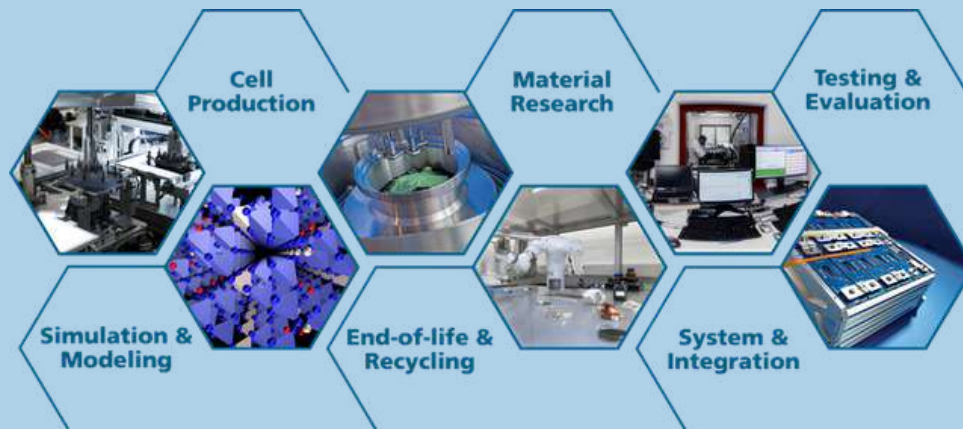 Cell
Production
Material
Research
Testing &
Evaluation
Simulation &
Modeling
End-of-life &
Recycling
System &
Integration